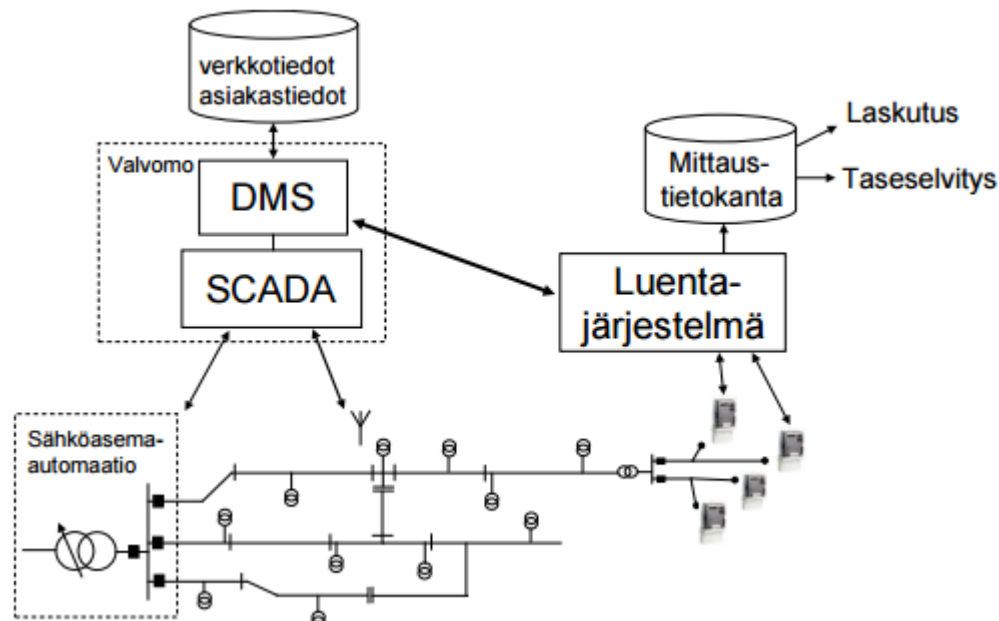 verkkotiedot
asiakastiedot
Valvomo
DMS
SCADA
Mittaus-
tietokanta
Laskutus
Taseselvitys
Luenta-
järjestelmä
Sähköasema-
automaatio